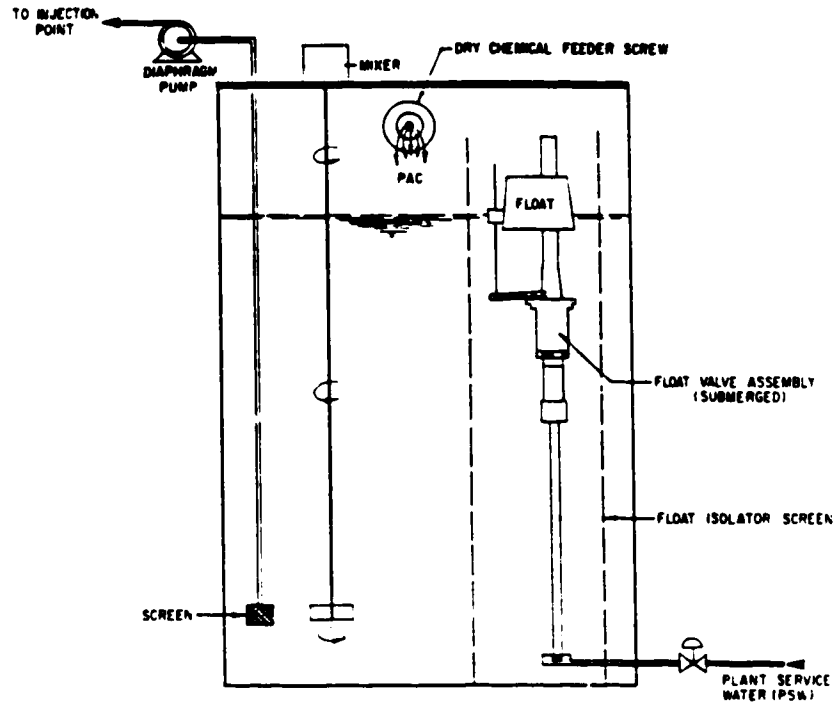 TO INJECTION
POINT
DIAPHRAGM
PUMP
MIXER
DRY CHEMICAL FEEDER SCREW
PAC
FLOAT
FLOAT VALVE ASSEMBLY
(SUBMERGED)
FLOAT ISOLATOR SCREEN
SCREEN
PLANT SERVICE
WATER (PSW)